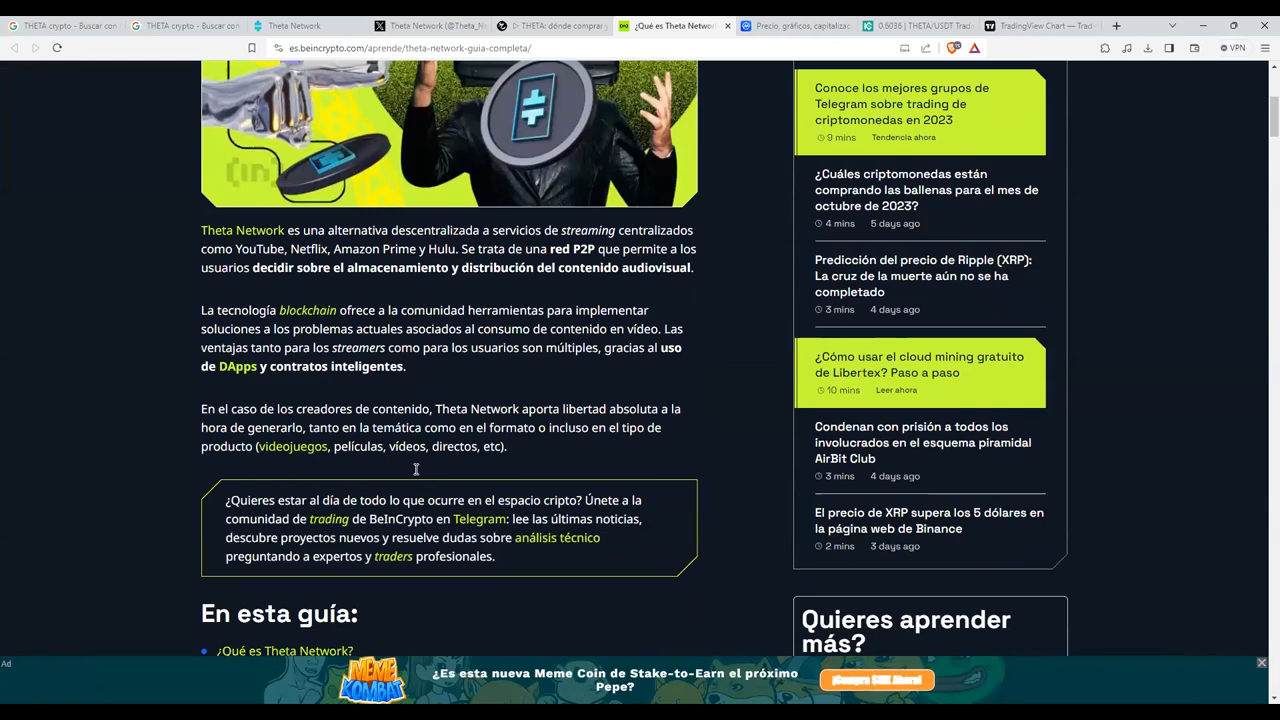 THETA crypto - Buscar con
THETA crypto - Buscar con
Theta Network
Theta Network (@Theta_N
THETA: dónde comprar y
¿Qué es Theta Networ
Precio, gráficos, capitaliza
0.6036 | THETA/USDT Trad
TradingView Chart — Trad
es.beincrypto.com/aprende/theta-network-guia-completa/
VPN
Theta Network es una alternativa descentralizada a servicios de streaming centralizados
como YouTube, Netflix, Amazon Prime y Hulu. Se trata de una red P2P que permite a los
usuarios decidir sobre el almacenamiento y distribución del contenido audiovisual.
La tecnología blockchain ofrece a la comunidad herramientas para implementar
soluciones a los problemas actuales asociados al consumo de contenido en vídeo. Las
ventajas tanto para los streamers como para los usuarios son múltiples, gracias al uso
de DApps y contratos inteligentes.
En el caso de los creadores de contenido, Theta Network aporta libertad absoluta a la
hora de generarlo, tanto en la temática como en el formato o incluso en el tipo de
producto (videojuegos, películas, vídeos, directos, etc).
¿Quieres estar al día de todo lo que ocurre en el espacio cripto? Únete a la
comunidad de trading de BeInCrypto en Telegram: lee las últimas noticias,
descubre proyectos nuevos y resuelve dudas sobre análisis técnico
preguntando a expertos y traders profesionales.
En esta guía:
¿Qué es Theta Network?
Conoce los mejores grupos de
Telegram sobre trading de
criptomonedas en 2023
9 mins Tendencia ahora
¿Cuáles criptomonedas están
comprando las ballenas para el mes de
octubre de 2023?
4 mins 5 days ago
Predicción del precio de Ripple (XRP):
La cruz de la muerte aún no se ha
completado
3 mins 4 days ago
¿Cómo usar el cloud mining gratuito
de Libertex? Paso a paso
10 mins Leer ahora
Condenan con prisión a todos los
involucrados en el esquema piramidal
AirBit Club
3 mins 4 days ago
El precio de XRP supera los 5 dólares en
la página web de Binance
2 mins 3 days ago
Quieres aprender
más?
Ad
MEME
KOMBAT
¿Es esta nueva Meme Coin de Stake-to-Earn el próximo
Pepe?
¡Compra $MK Ahora!